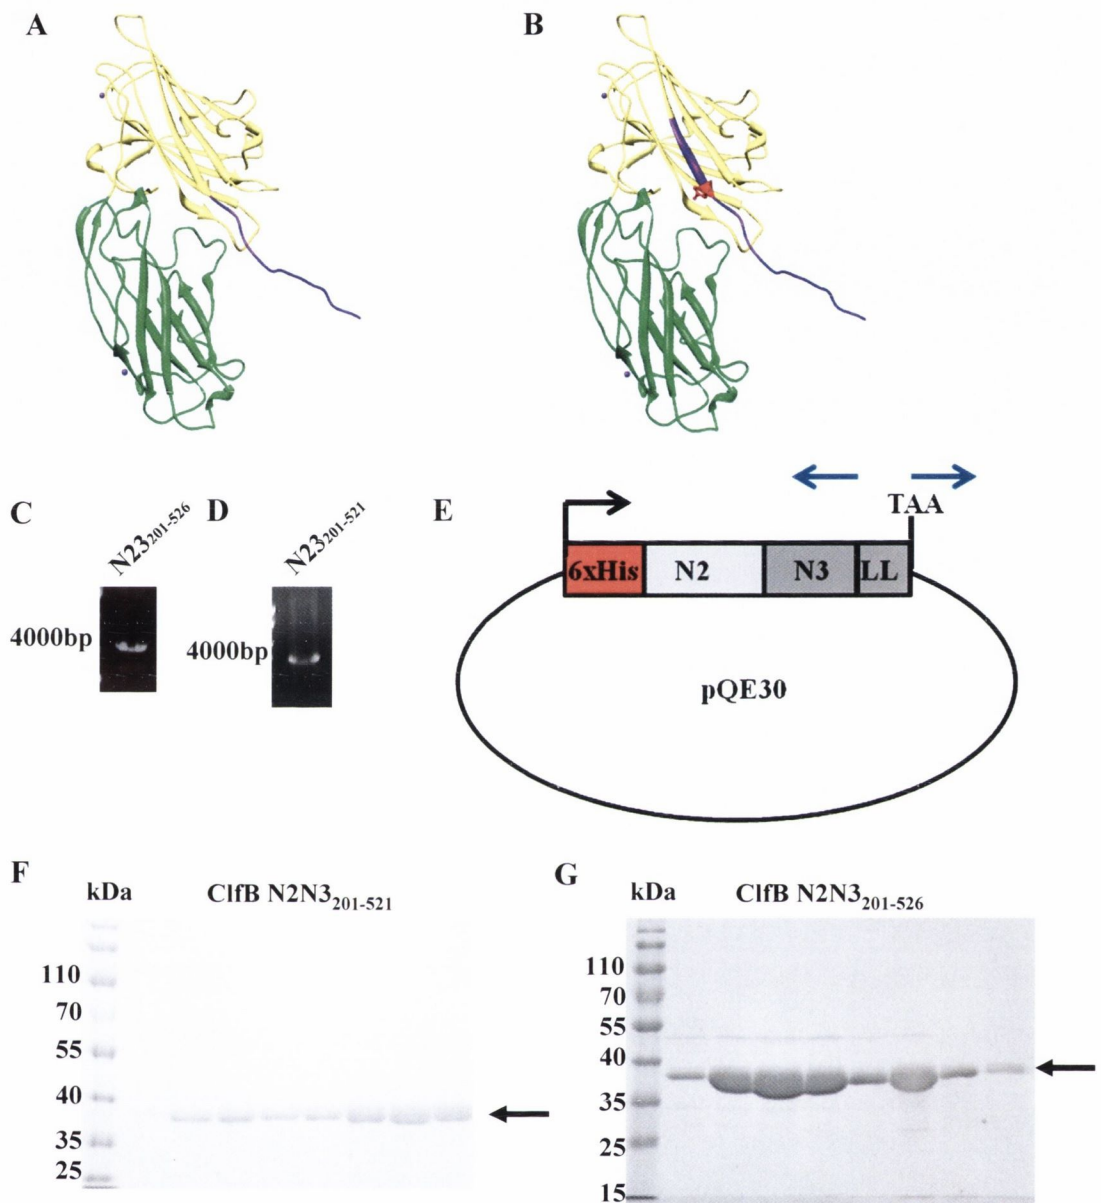 A
B
C
N23201-526
4000bp
D
N23201-521
4000bp
E
TAA
6xHis
N2
N3
LL
pQE30
F
kDa
ClfB N2N3201-521
110
70
55
40
35
25
G
kDa
ClfB N2N3201-526
110
70
55
40
35
25
15